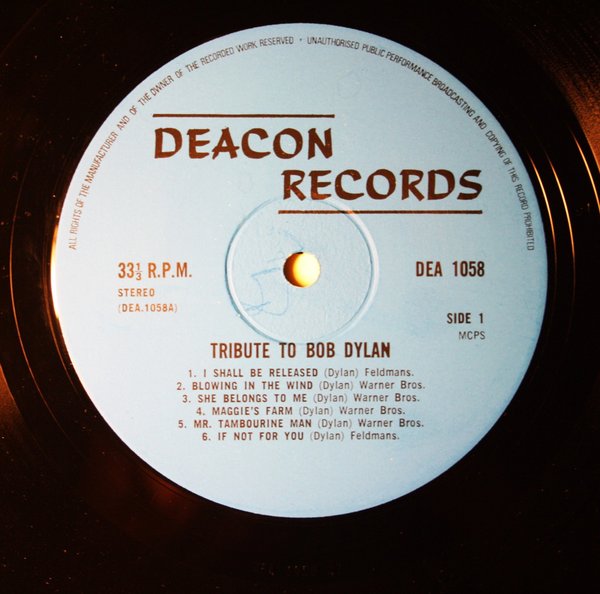 ALL RIGHTS OF THE MANUFACTURER AND OF THE OWNER OF THE RECORDED WORK RESERVED • UNAUTHORISED PUBLIC PERFORMANCE BROADCASTING AND COPYING OF THIS RECORD PROHIBITED
DEACON
RECORDS
33⅓ R.P.M.
DEA 1058
STEREO
(DEA.1058A)
SIDE 1
MCPS
TRIBUTE TO BOB DYLAN
1. I SHALL BE RELEASED (Dylan) Feldmans.
2. BLOWING IN THE WIND (Dylan) Warner Bros.
3. SHE BELONGS TO ME (Dylan) Warner Bros.
4. MAGGIE'S FARM (Dylan) Warner Bros.
5. MR. TAMBOURINE MAN (Dylan) Warner Bros.
6. IF NOT FOR YOU (Dylan) Feldmans.